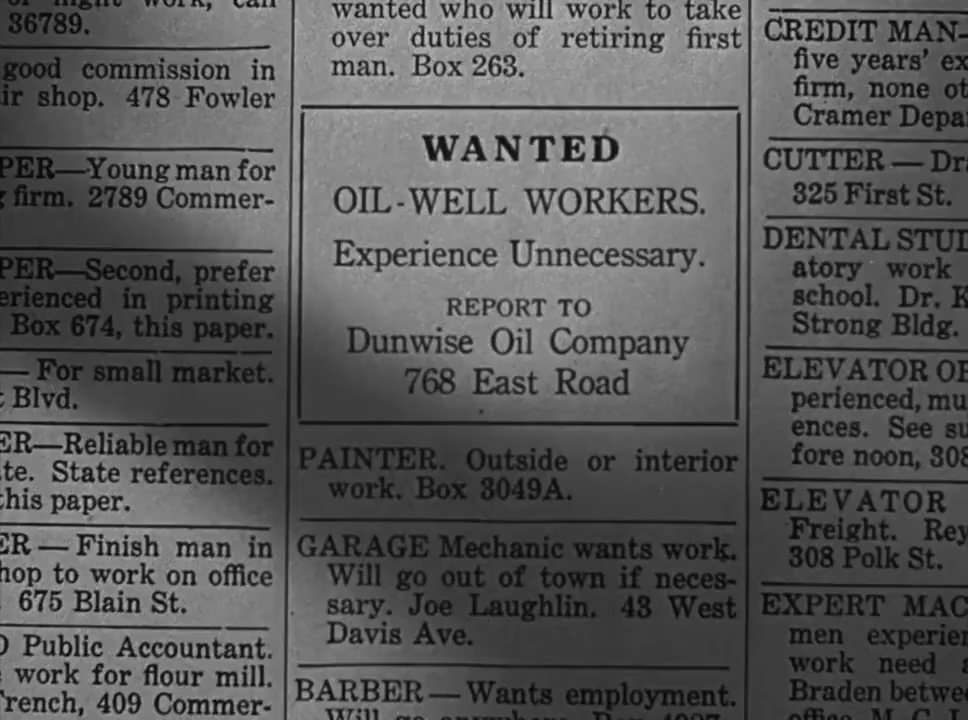 36789.
good commission in
ir shop. 478 Fowler
PER—Young man for
firm. 2789 Commer-
PER—Second, prefer
erienced in printing
Box 674, this paper.
— For small market.
Blvd.
ER—Reliable man for
te. State references.
this paper.
ER — Finish man in
hop to work on office
675 Blain St.
Public Accountant.
work for flour mill.
French, 409 Commer-
wanted who will work to take
over duties of retiring first
man. Box 263.
WANTED
OIL-WELL WORKERS.
Experience Unnecessary.
REPORT TO
Dunwise Oil Company
768 East Road
PAINTER. Outside or interior
work. Box 3049A.
GARAGE Mechanic wants work.
Will go out of town if neces-
sary. Joe Laughlin. 43 West
Davis Ave.
BARBER — Wants employment.
CREDIT MAN—
five years' ex
firm, none ot
Cramer Depa
CUTTER — Dr
325 First St.
DENTAL STUD
atory work
school. Dr. K
Strong Bldg.
ELEVATOR OP
perienced, mu
ences. See su
fore noon, 308
ELEVATOR
Freight. Rey
308 Polk St.
EXPERT MAC
men experien
work need a
Braden betwee